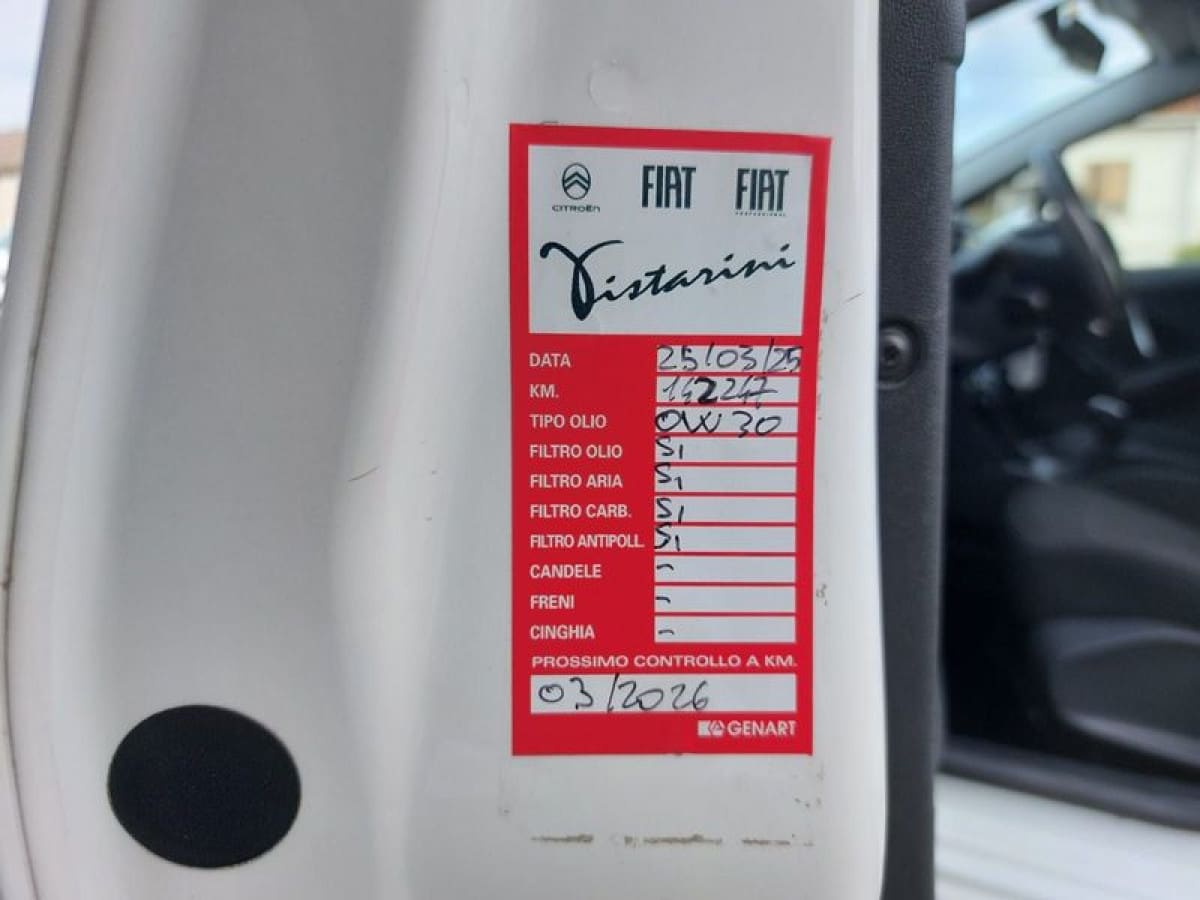 CITROËN FIAT FIAT
PROFESSIONAL
Vistarini
DATA 25/03/25
KM. 142247
TIPO OLIO 0W30
FILTRO OLIO SI
FILTRO ARIA SI
FILTRO CARB. SI
FILTRO ANTIPOLL. SI
CANDELE -
FRENI -
CINGHIA -
PROSSIMO CONTROLLO A KM.
03/2026
GENART